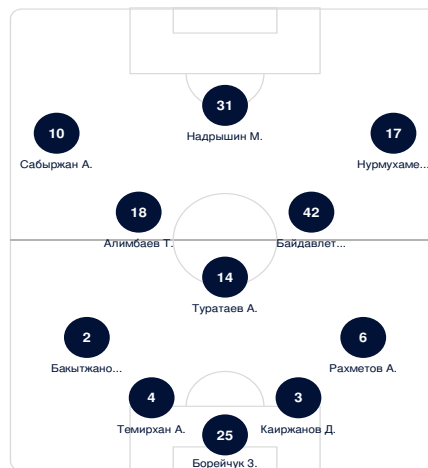 31
Надрышин М.
10
17
Сабыржан А.
Нурмухаме...
18
42
Алимбаев Т.
Байдавлет...
14
Туратаев А.
2
6
Бакытжано...
Рахметов А.
4
3
Темирхан А.
Каиржанов Д.
25
Борейчук З.